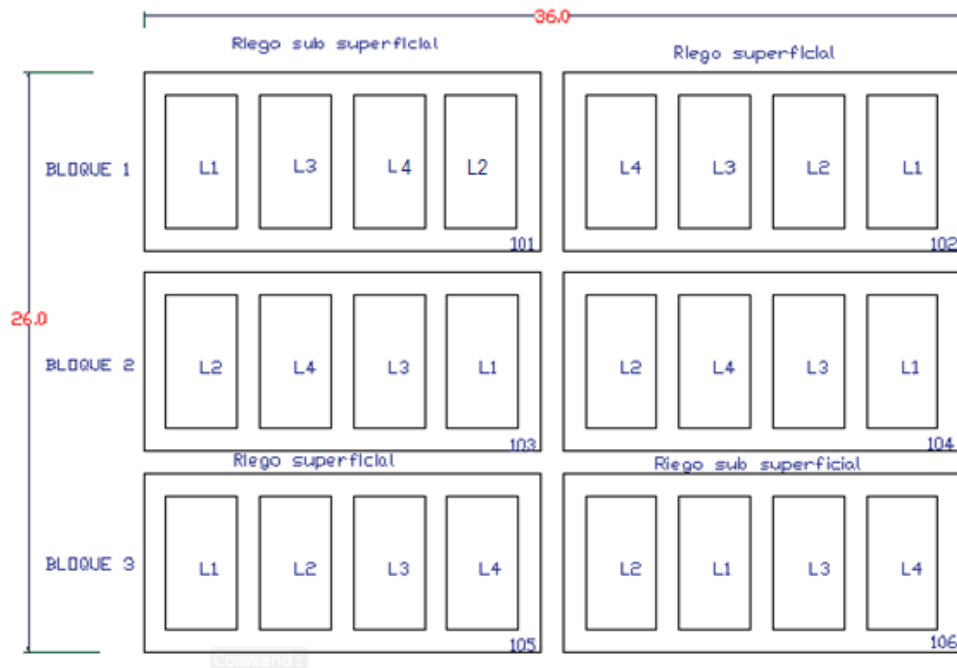 36.0
Riego sub superficial
Riego superficial
BLOQUE 1
L1 L3 L4 L2
101
L4 L3 L2 L1
102
26.0
BLOQUE 2
L2 L4 L3 L1
103
L2 L4 L3 L1
104
Riego superficial
Riego sub superficial
BLOQUE 3
L1 L2 L3 L4
105
L2 L1 L3 L4
106
Command: